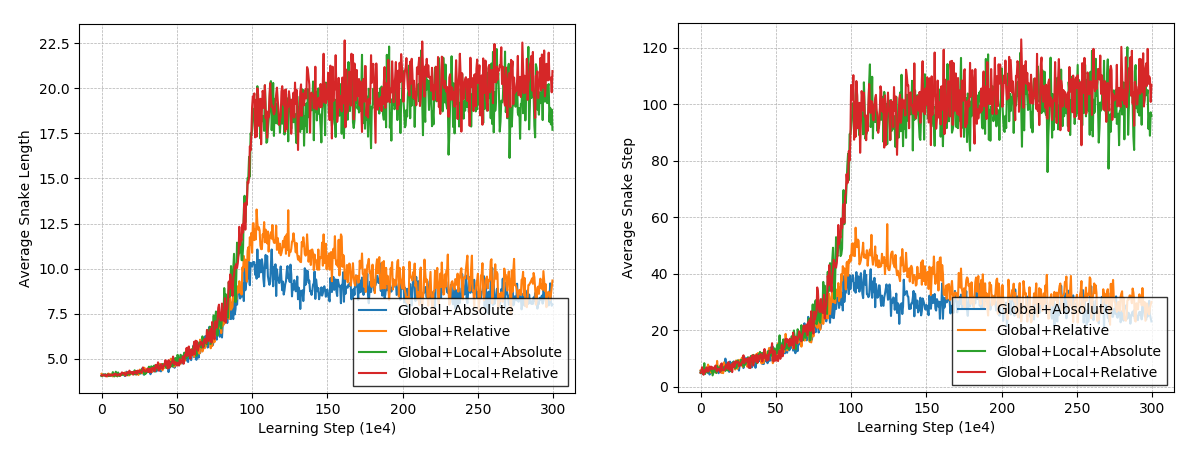 22.5
20.0
17.5
15.0
12.5
10.0
7.5
5.0
Average Snake Length
0 50 100 150 200 250 300
Learning Step (1e4)
Global+Absolute
Global+Relative
Global+Local+Absolute
Global+Local+Relative
120
100
80
60
40
20
0
Average Snake Step
0 50 100 150 200 250 300
Learning Step (1e4)
Global+Absolute
Global+Relative
Global+Local+Absolute
Global+Local+Relative